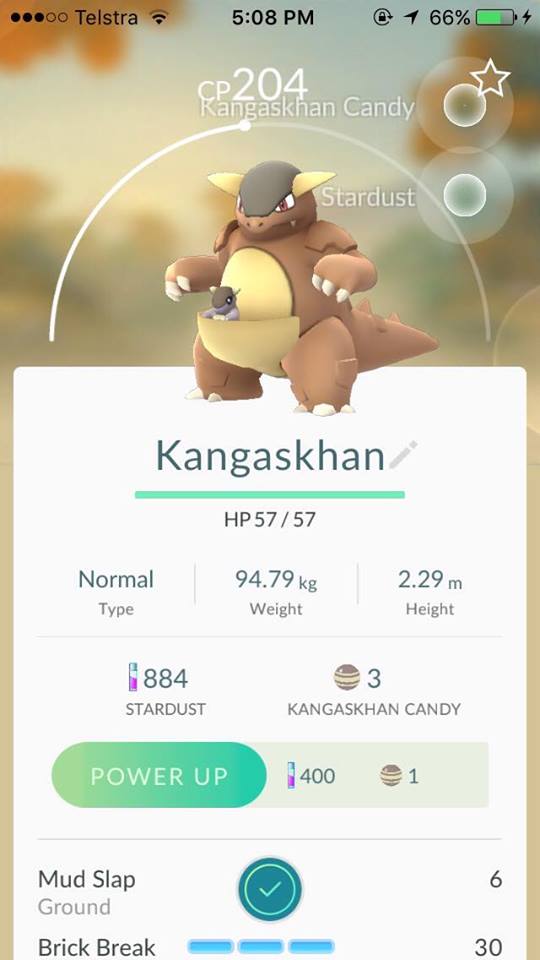 Telstra 5:08 PM 66%
CP204
Kangaskhan Candy
Stardust
Kangaskhan
HP 57 / 57
Normal 94.79 kg 2.29 m
Type Weight Height
884 3
STARDUST KANGASKHAN CANDY
POWER UP 400 1
Mud Slap 6
Ground
Brick Break 30